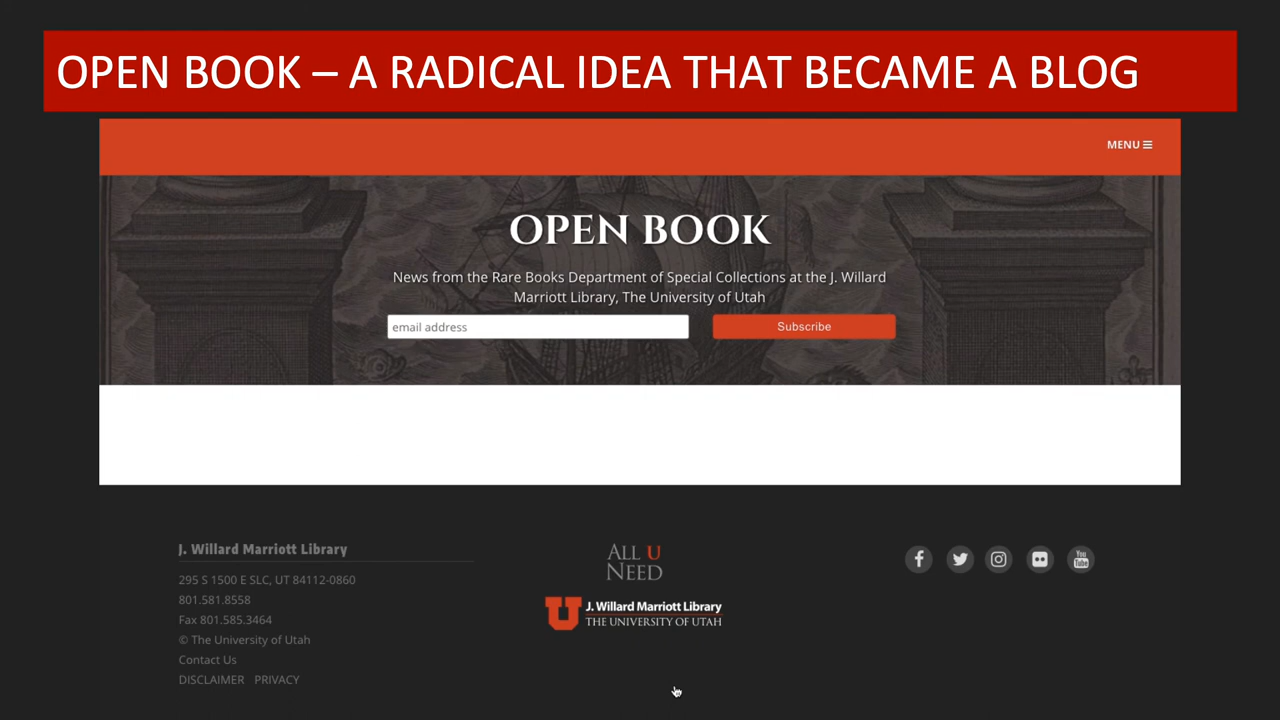 OPEN BOOK – A RADICAL IDEA THAT BECAME A BLOG
MENU
OPEN BOOK
News from the Rare Books Department of Special Collections at the J. Willard
Marriott Library, The University of Utah
email address
Subscribe
J. Willard Marriott Library
295 S 1500 E SLC, UT 84112-0860
801.581.8558
Fax 801.585.3464
© The University of Utah
Contact Us
DISCLAIMER PRIVACY
ALL U
NEED
U
J. Willard Marriott Library
THE UNIVERSITY OF UTAH
You
Tube